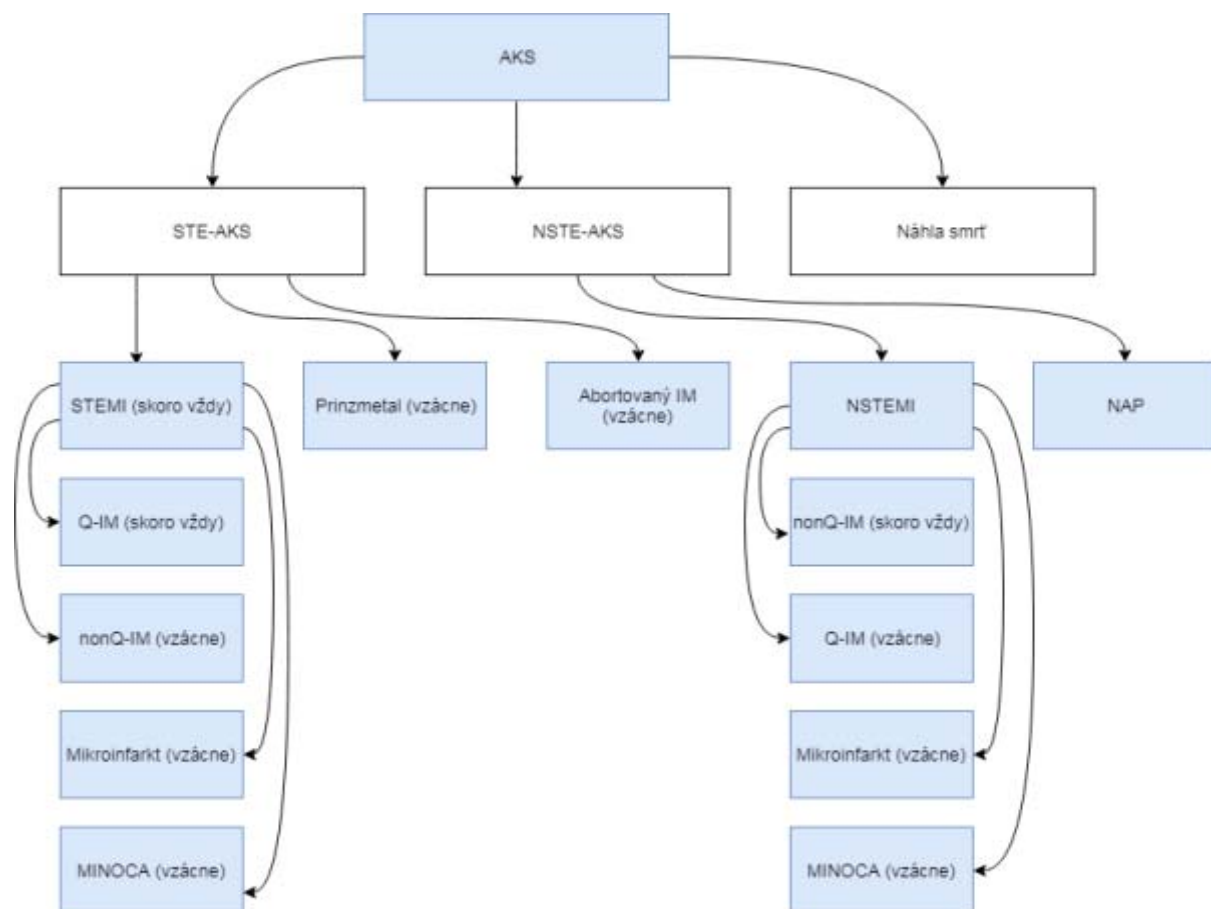 AKS
STE-AKS
NSTE-AKS
Náhla smrť
STEMI (skoro vždy)
Prinzmetal (vzácne)
Abortovaný IM
(vzácne)
NSTEMI
NAP
Q-IM (skoro vždy)
nonQ-IM (skoro vždy)
nonQ-IM (vzácne)
Q-IM (vzácne)
Mikroinfarkt (vzácne)
Mikroinfarkt (vzácne)
MINOCA (vzácne)
MINOCA (vzácne)